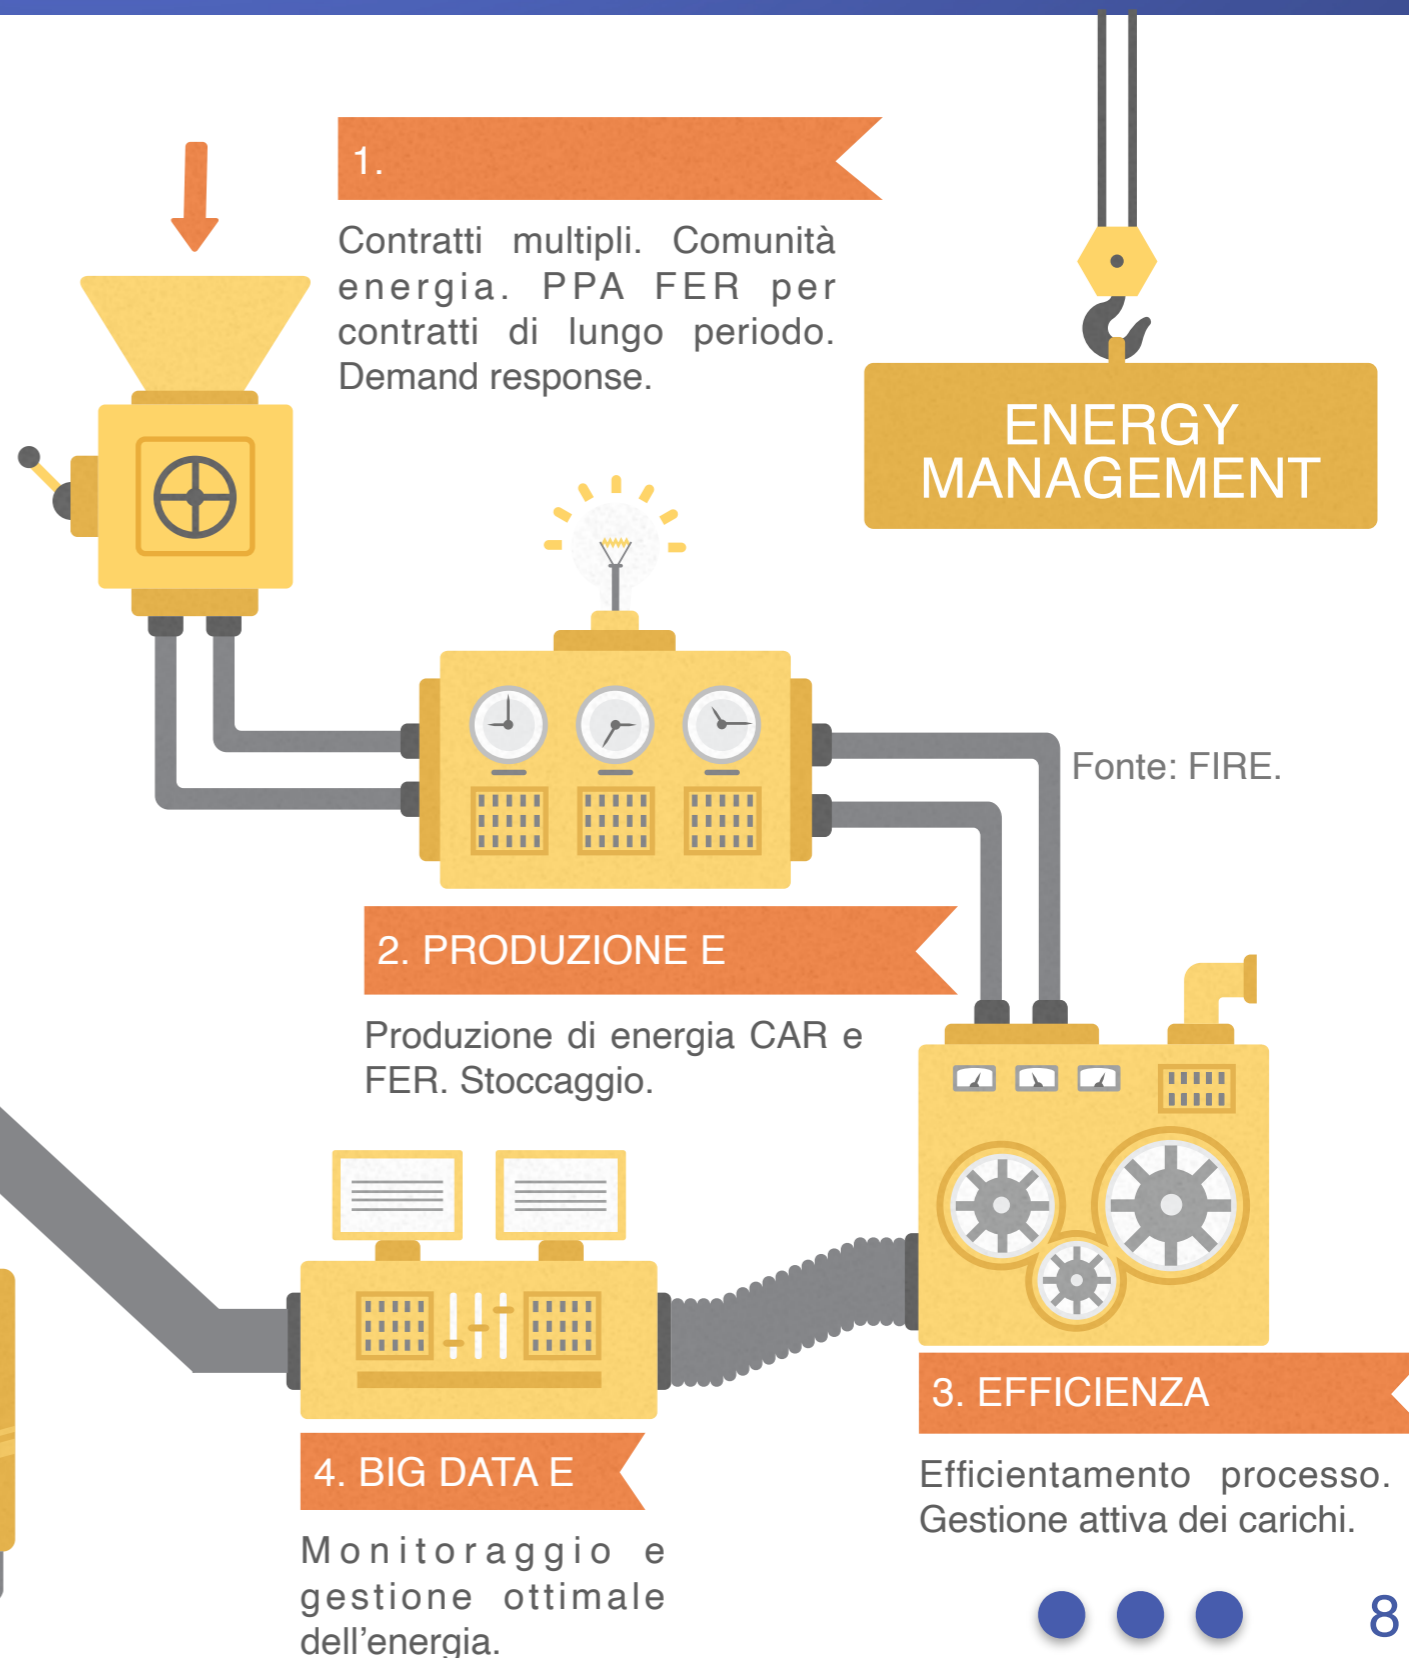 1.
Contratti multipli. Comunità
energia. PPA FER per
contratti di lungo periodo.
Demand response.
ENERGY
MANAGEMENT
Fonte: FIRE.
2. PRODUZIONE E
Produzione di energia CAR e
FER. Stoccaggio.
3. EFFICIENZA
Efficientamento processo.
Gestione attiva dei carichi.
4. BIG DATA E
Monitoraggio e
gestione ottimale
dell'energia.
8